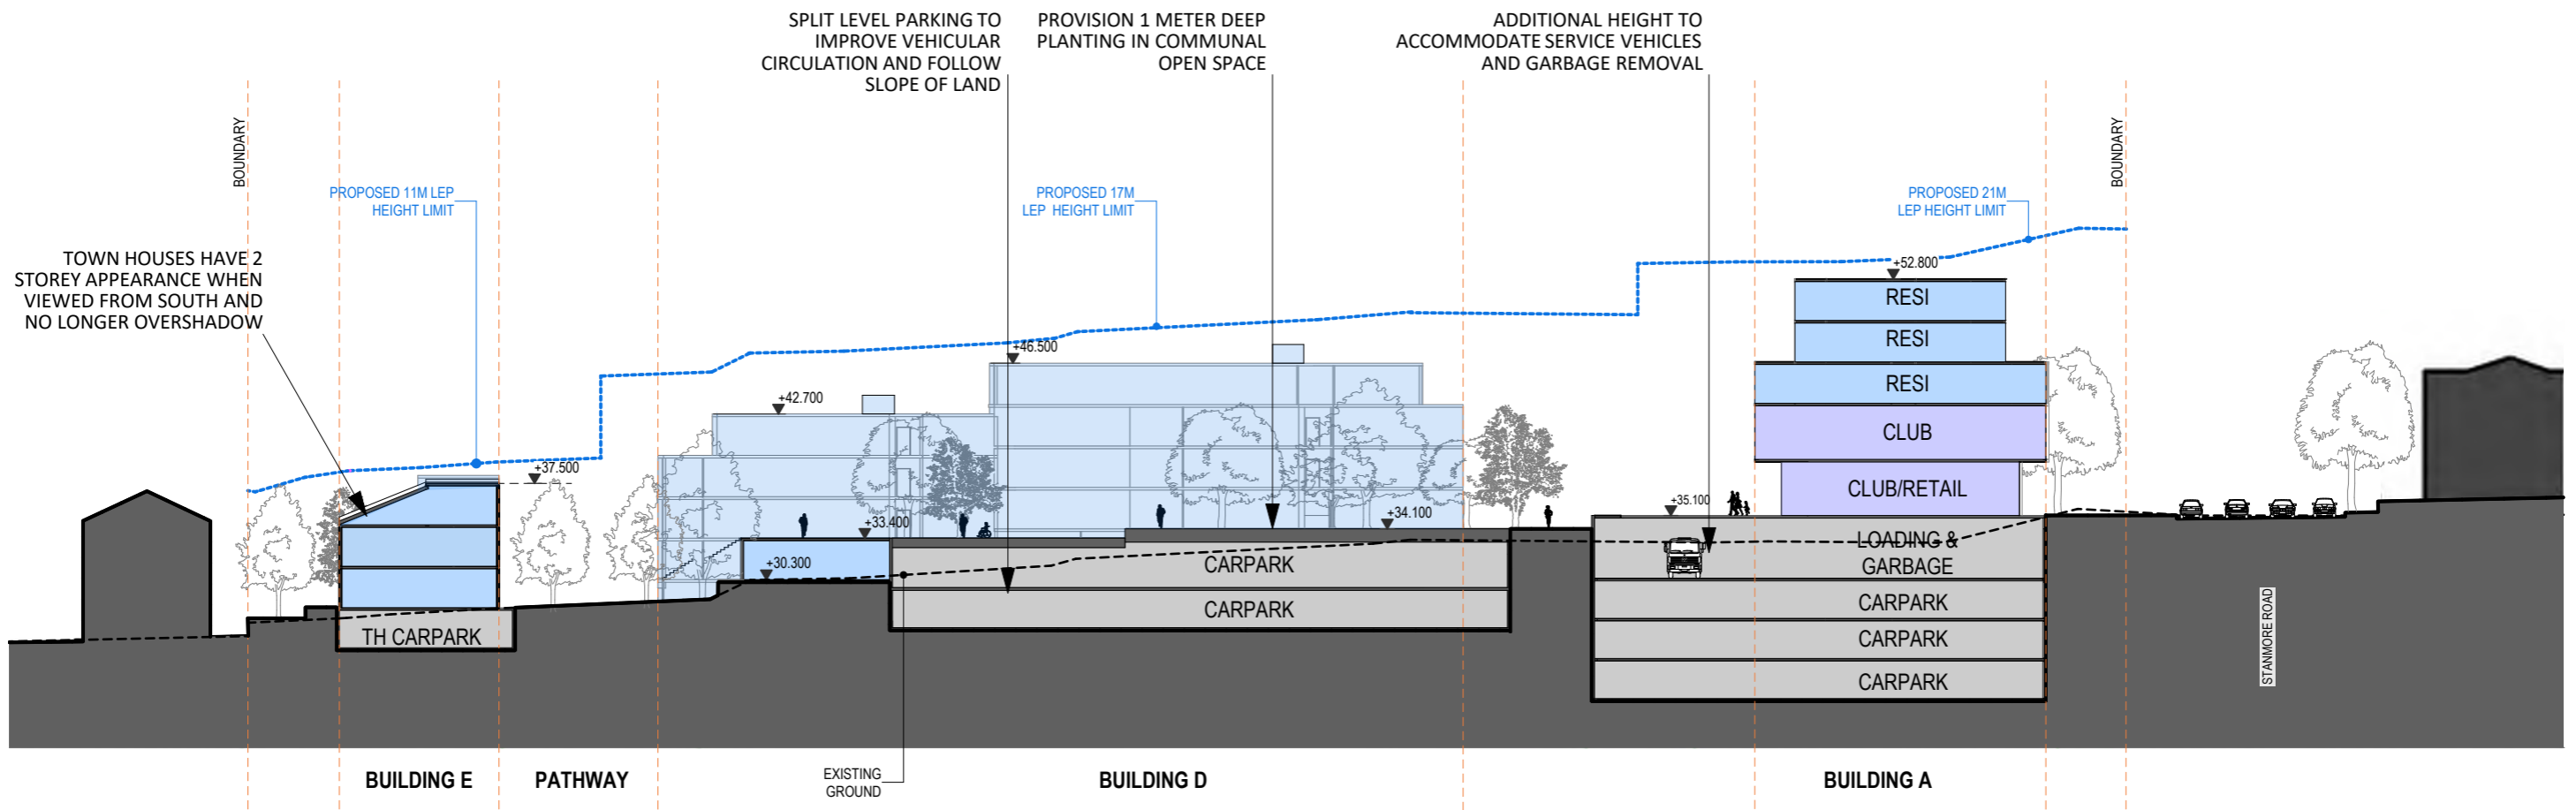 SPLIT LEVEL PARKING TO
IMPROVE VEHICULAR
CIRCULATION AND FOLLOW
SLOPE OF LAND
PROVISION 1 METER DEEP
PLANTING IN COMMUNAL
OPEN SPACE
ADDITIONAL HEIGHT TO
ACCOMMODATE SERVICE VEHICLES
AND GARBAGE REMOVAL
BOUNDARY
BOUNDARY
PROPOSED 11M LEP
HEIGHT LIMIT
PROPOSED 17M
LEP HEIGHT LIMIT
PROPOSED 21M
LEP HEIGHT LIMIT
TOWN HOUSES HAVE 2
STOREY APPEARANCE WHEN
VIEWED FROM SOUTH AND
NO LONGER OVERSHADOW
+52.800
RESI
RESI
RESI
CLUB
CLUB/RETAIL
+46.500
+42.700
+37.500
+35.100
+33.400
+34.100
+30.300
LOADING &
GARBAGE
CARPARK
CARPARK
CARPARK
CARPARK
CARPARK
TH CARPARK
STANMORE ROAD
EXISTING
GROUND
BUILDING E
PATHWAY
BUILDING D
BUILDING A